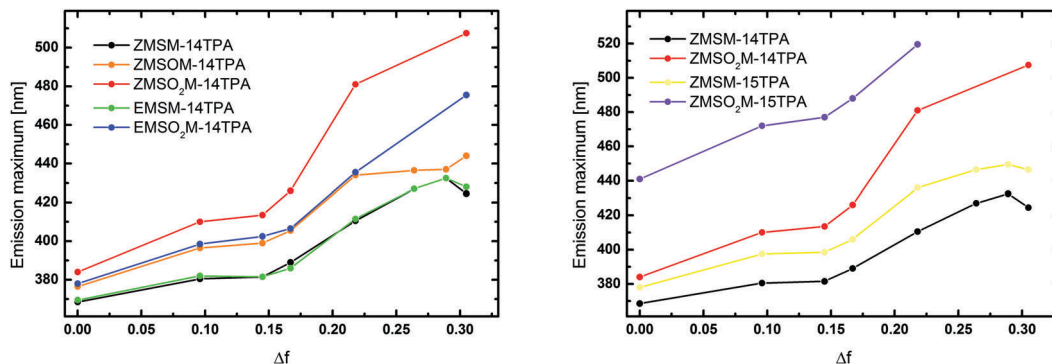 Emission maximum [nm]
500
480
460
440
420
400
380
0.00
0.05
0.10
0.15
0.20
0.25
0.30
Δf
ZMSM-14TPA
ZMSOM-14TPA
ZMSO₂M-14TPA
EMSM-14TPA
EMSO₂M-14TPA
Emission maximum [nm]
520
500
480
460
440
420
400
380
0.00
0.05
0.10
0.15
0.20
0.25
0.30
Δf
ZMSM-14TPA
ZMSO₂M-14TPA
ZMSM-15TPA
ZMSO₂M-15TPA